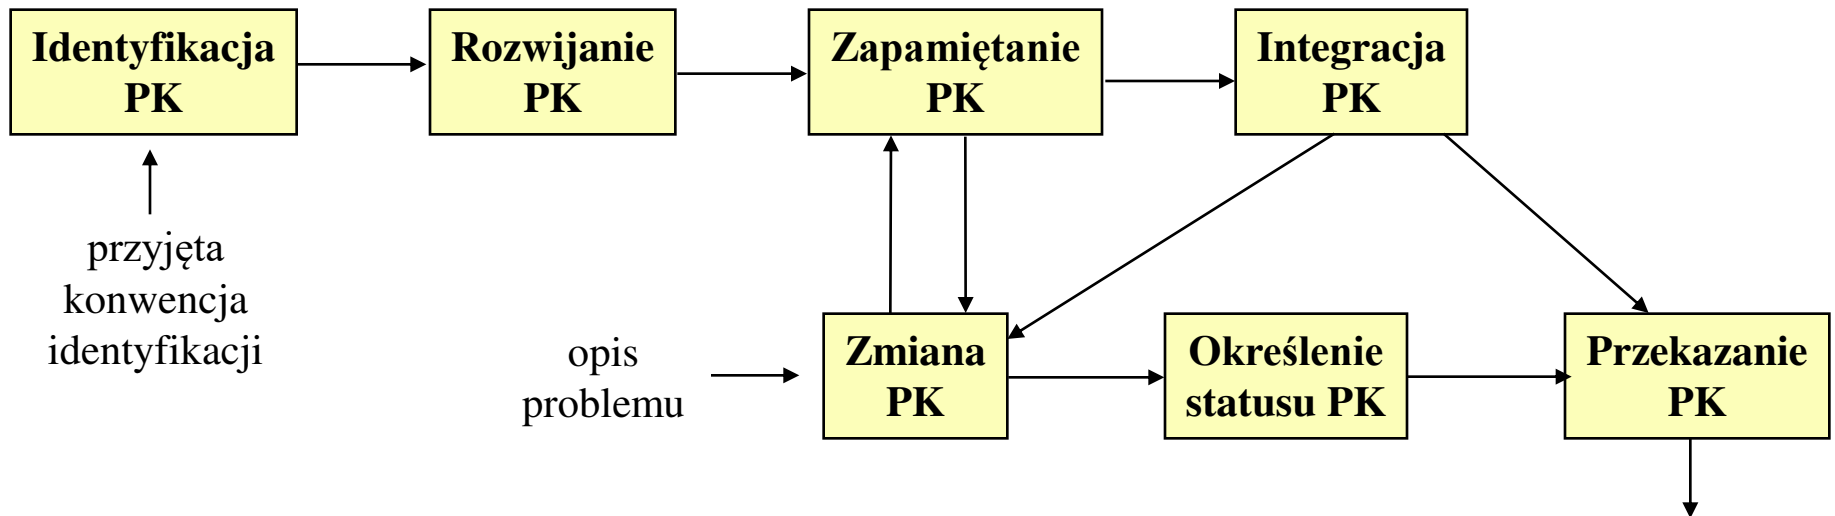 Identyfikacja
PK
Rozwijanie
PK
Zapamiętanie
PK
Integracja
PK
przyjęta
konwencja
identyfikacji
opis
problemu
Zmiana
PK
Określenie
statusu PK
Przekazanie
PK